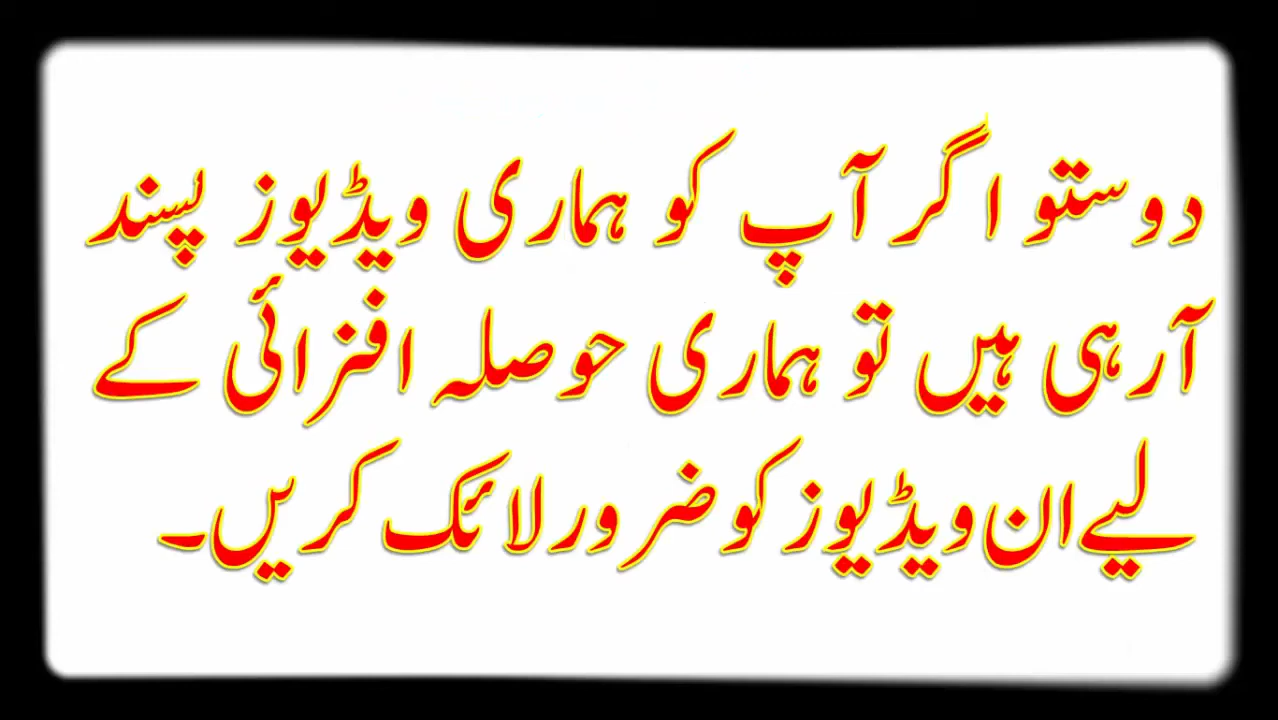 دوستو اگر آپ کو ہماری ویڈیوز پسند
آرہی ہیں تو ہماری حوصلہ افزائی کے
لیے ان ویڈیوز کو ضرور لائک کریں۔